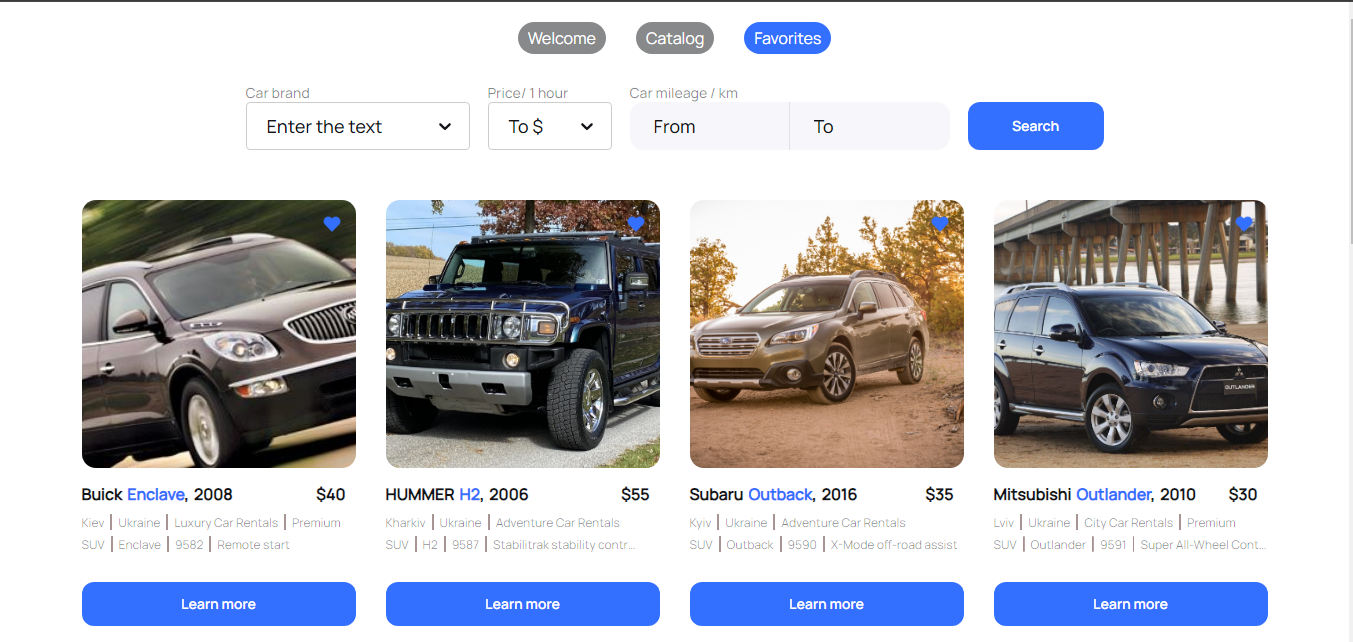 Welcome Catalog Favorites
Car brand Price/ 1 hour Car mileage / km
Enter the text To $ From To Search
OUTLANDER
Buick Enclave, 2008 $40
Kiev | Ukraine | Luxury Car Rentals | Premium
SUV | Enclave | 9582 | Remote start
Learn more
HUMMER H2, 2006 $55
Kharkiv | Ukraine | Adventure Car Rentals
SUV | H2 | 9587 | Stabilitrak stability contr...
Learn more
Subaru Outback, 2016 $35
Kyiv | Ukraine | Adventure Car Rentals
SUV | Outback | 9590 | X-Mode off-road assist
Learn more
Mitsubishi Outlander, 2010 $30
Lviv | Ukraine | City Car Rentals | Premium
SUV | Outlander | 9591 | Super All-Wheel Cont...
Learn more